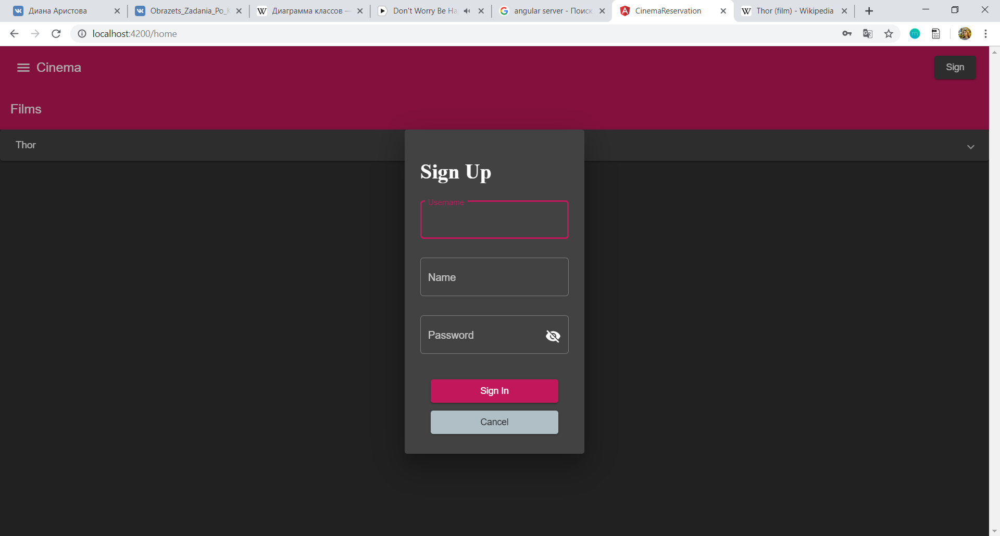 Диана Аристова
Obrazets_Zadania_Po_
Диаграмма классов —
Don't Worry Be Ha
angular server - Поиск
CinemaReservation
Thor (film) - Wikipedia
localhost:4200/home
Cinema
Sign
Films
Thor
Sign Up
Username
Name
Password
Sign In
Cancel